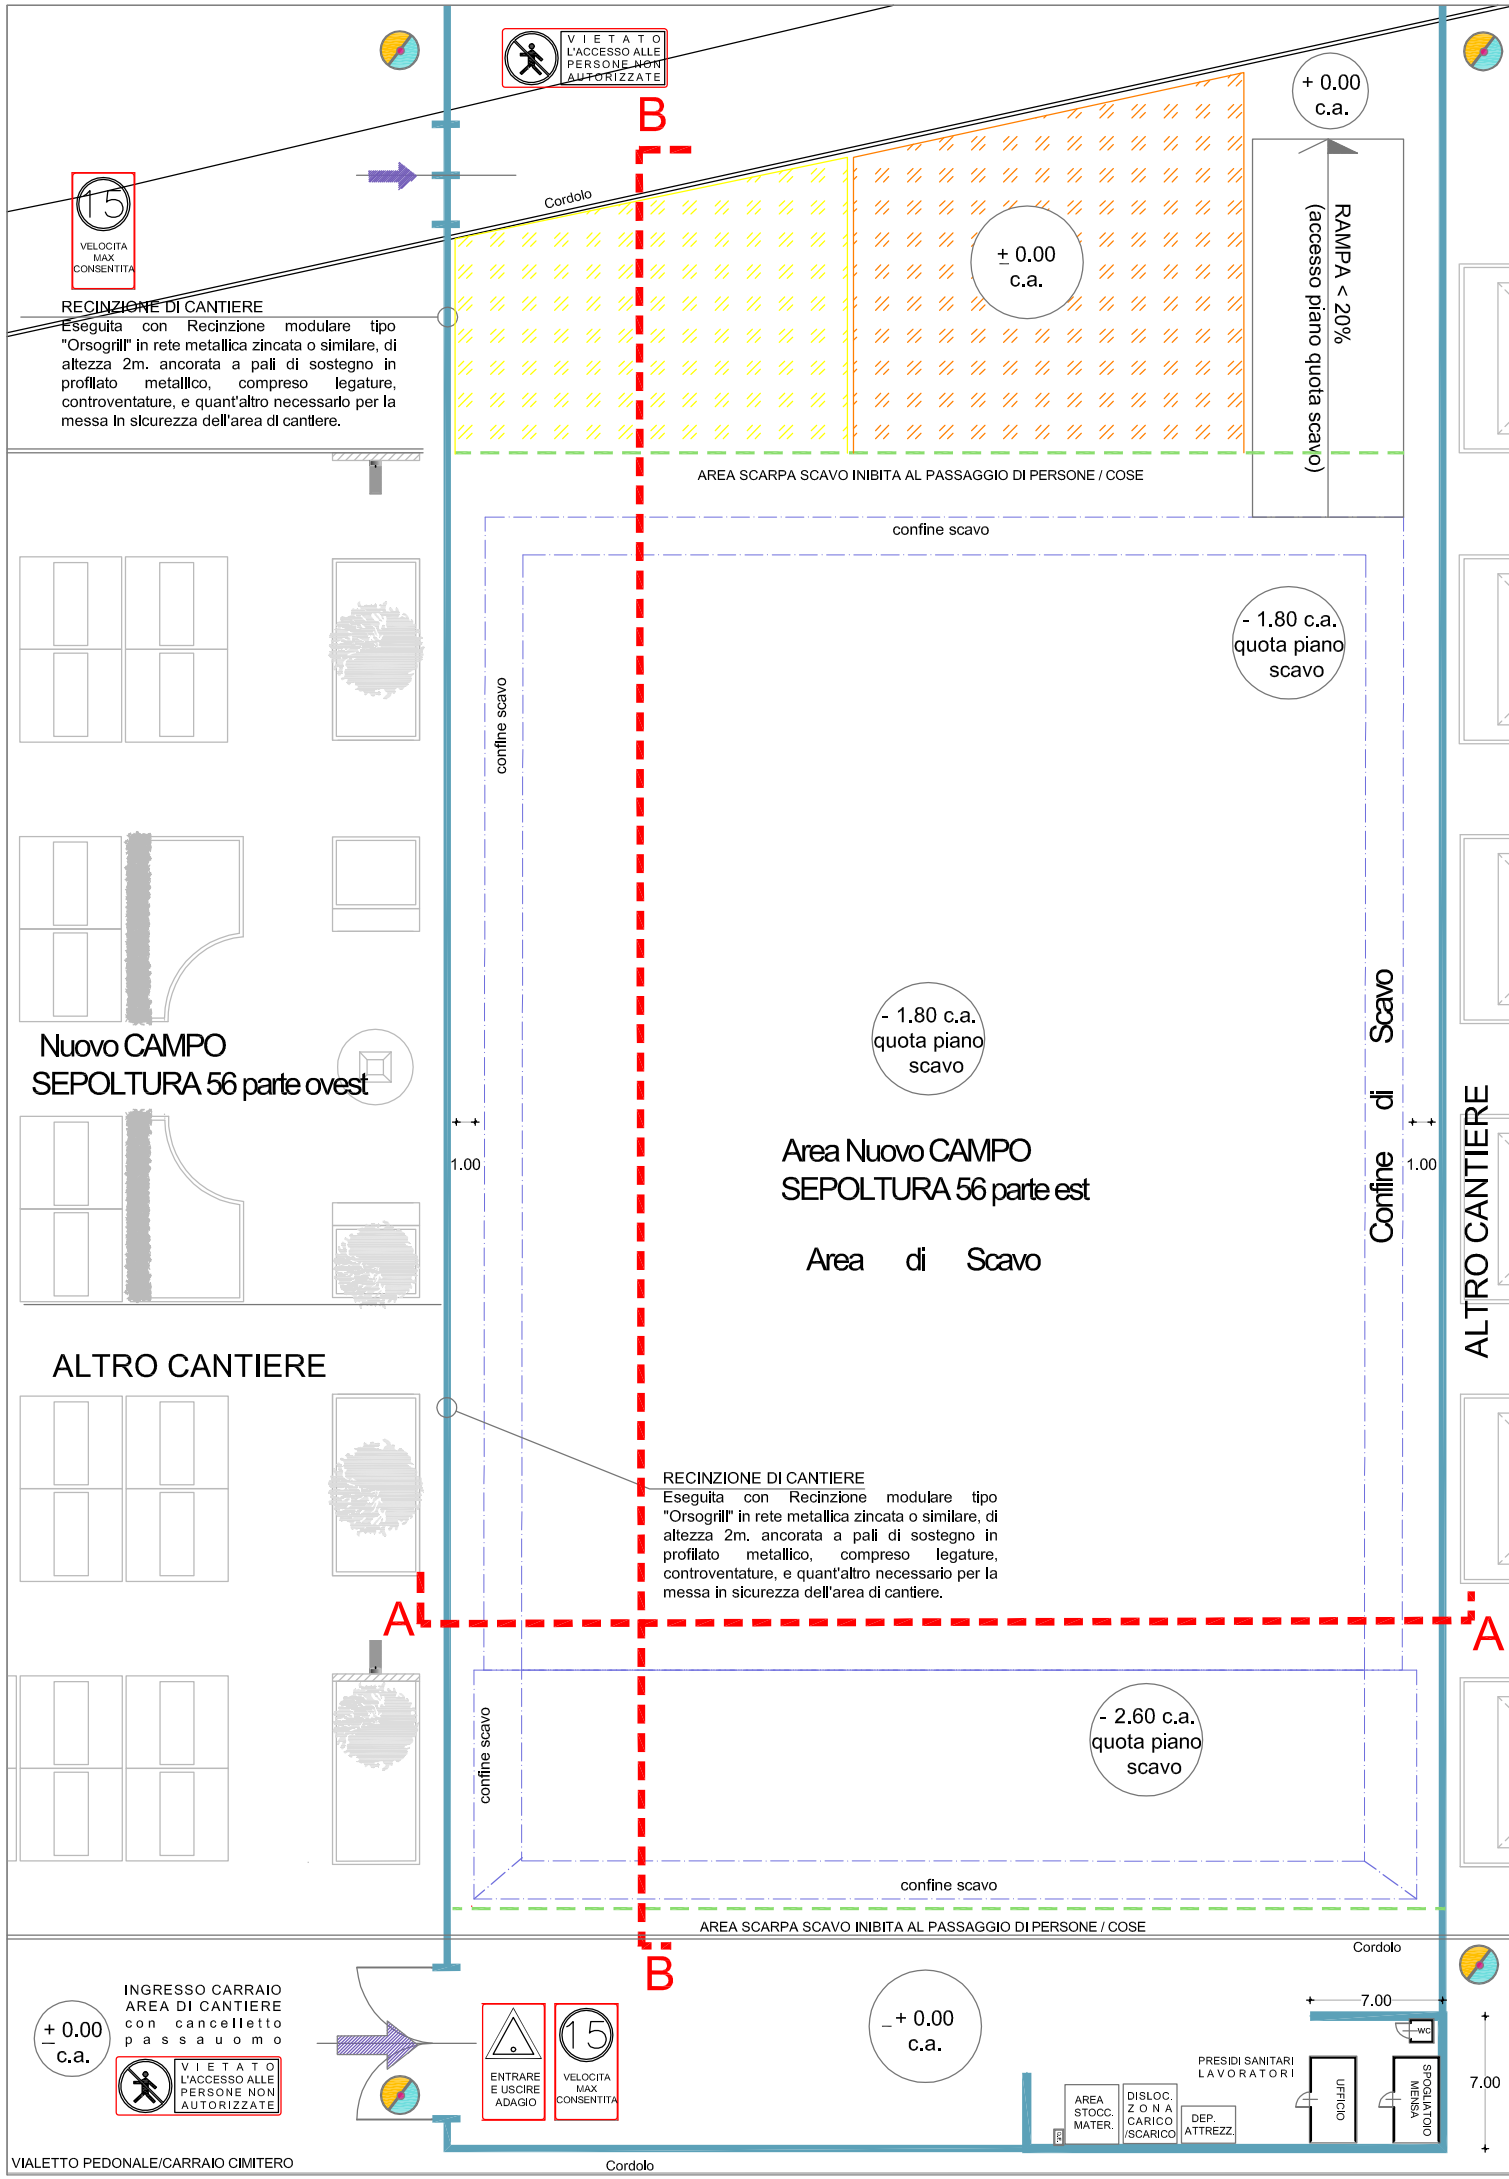 VIETATO
L'ACCESSO ALLE
PERSONE NON
AUTORIZZATE
+ 0.00
c.a.
B
15
VELOCITA
MAX
CONSENTITA
Cordolo
± 0.00
c.a.
RAMPA < 20%
(accesso piano quota scavo)
RECINZIONE DI CANTIERE
Eseguita con Recinzione modulare tipo
"Orsogrill" in rete metallica zincata o similare, di
altezza 2m. ancorata a pali di sostegno in
profilato metallico, compreso legature,
controventature, e quant'altro necessario per la
messa in sicurezza dell'area di cantiere.
AREA SCARPA SCAVO INIBITA AL PASSAGGIO DI PERSONE / COSE
confine scavo
- 1.80 c.a.
quota piano
scavo
confine scavo
- 1.80 c.a.
quota piano
scavo
Confine di Scavo
Nuovo CAMPO
SEPOLTURA 56 parte ovest
1.00
1.00
Area Nuovo CAMPO
SEPOLTURA 56 parte est
Area di Scavo
ALTRO CANTIERE
ALTRO CANTIERE
RECINZIONE DI CANTIERE
Eseguita con Recinzione modulare tipo
"Orsogrill" in rete metallica zincata o similare, di
altezza 2m. ancorata a pali di sostegno in
profilato metallico, compreso legature,
controventature, e quant'altro necessario per la
messa in sicurezza dell'area di cantiere.
A
A
- 2.60 c.a.
quota piano
scavo
confine scavo
confine scavo
AREA SCARPA SCAVO INIBITA AL PASSAGGIO DI PERSONE / COSE
Cordolo
B
INGRESSO CARRAIO
AREA DI CANTIERE
con cancelletto
passauomo
± 0.00
c.a.
VIETATO
L'ACCESSO ALLE
PERSONE NON
AUTORIZZATE
ENTRARE
E USCIRE
ADAGIO
15
VELOCITA
MAX
CONSENTITA
_+ 0.00
c.a.
7.00
WC
7.00
PRESIDI SANITARI
LAVORATORI
UFFICIO
SPOGLIATOIO
MENSA
AREA
STOCC.
MATER.
DISLOC.
ZONA
CARICO
/SCARICO
DEP.
ATTREZZ.
VIALETTO PEDONALE/CARRAIO CIMITERO
Cordolo